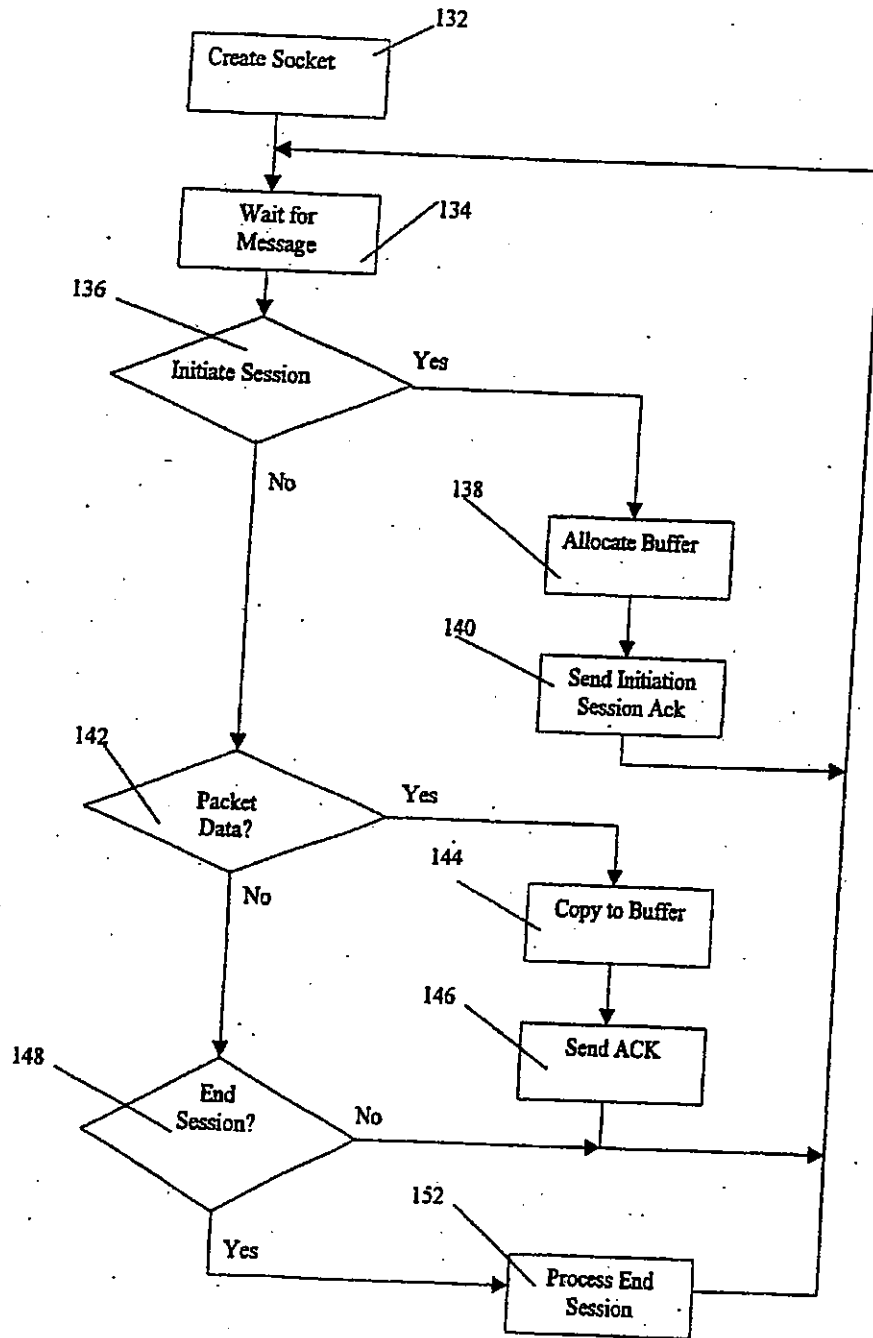 132
Create Socket
Wait for
Message
134
136
Initiate Session
Yes
No
138
Allocate Buffer
140
Send Initiation
Session Ack
142
Packet
Data?
Yes
No
144
Copy to Buffer
146
Send ACK
148
End
Session?
No
Yes
152
Process End
Session